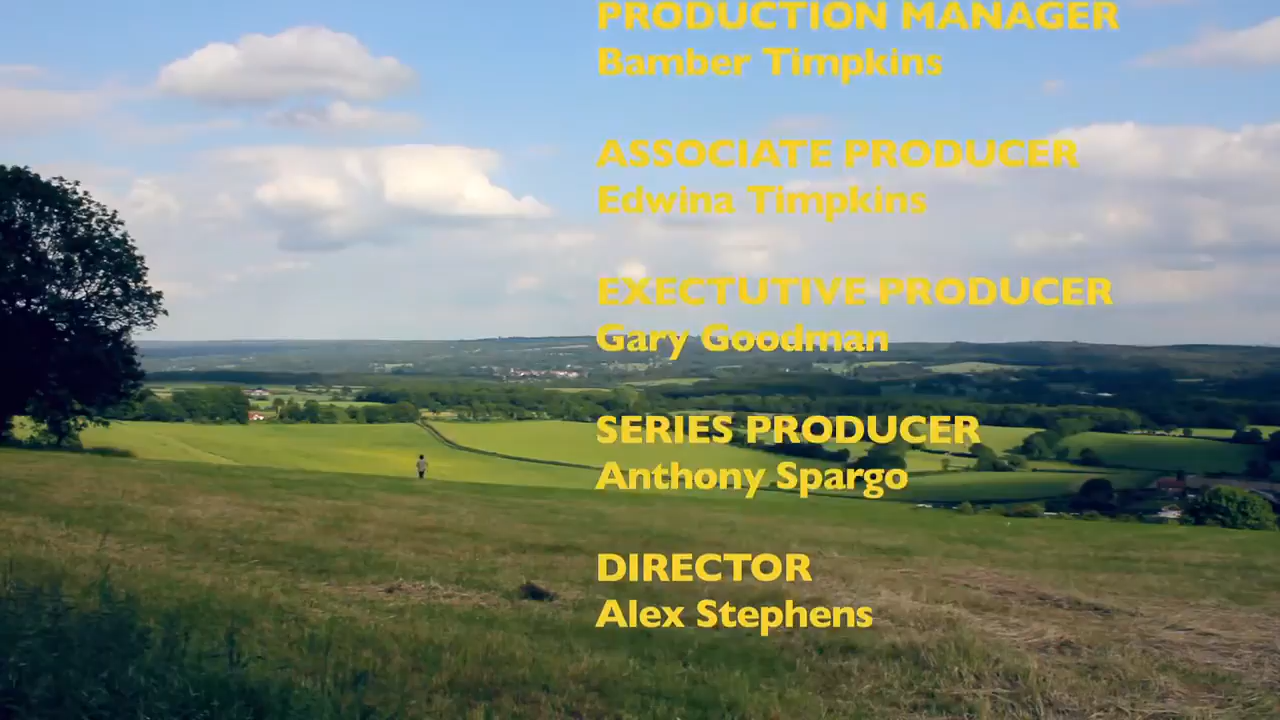 PRODUCTION MANAGER
Bamber Timpkins
ASSOCIATE PRODUCER
Edwina Timpkins
EXECTUTIVE PRODUCER
Gary Goodman
SERIES PRODUCER
Anthony Spargo
DIRECTOR
Alex Stephens